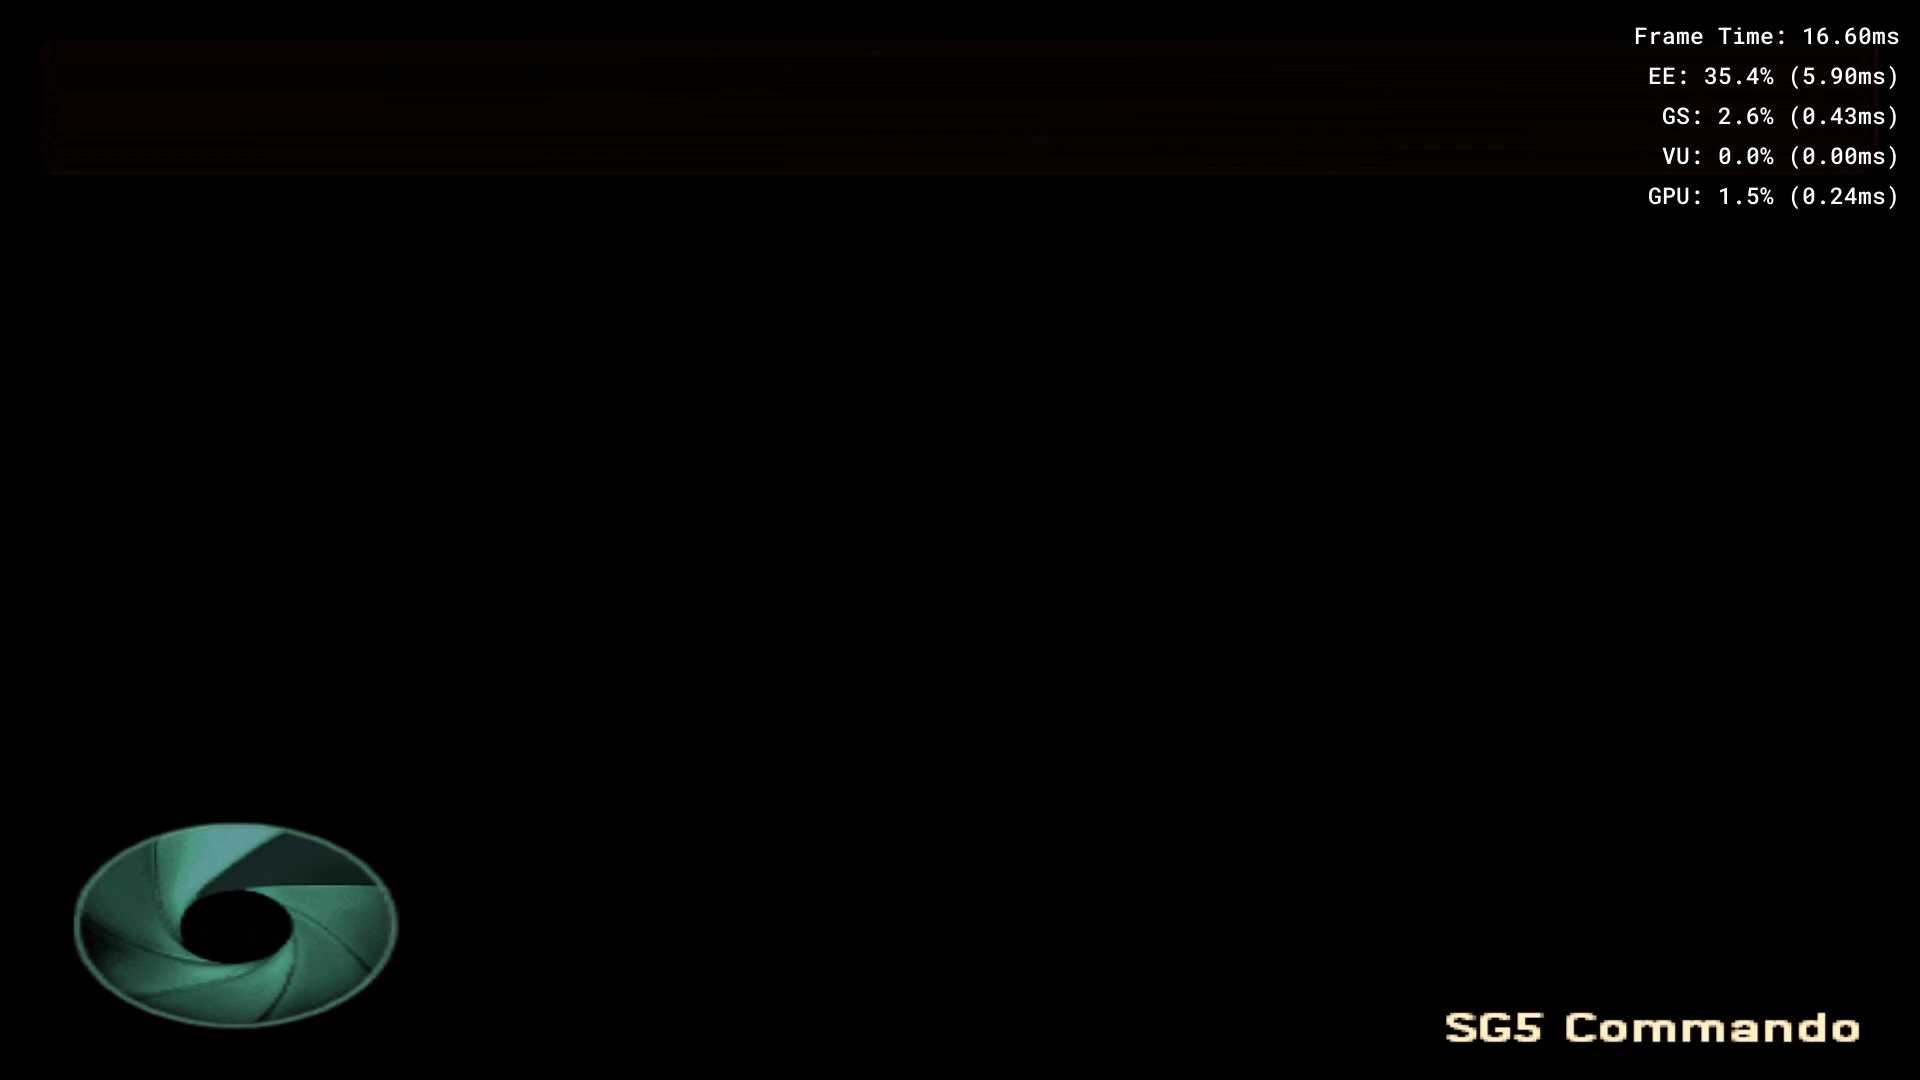 Frame Time: 16.60ms
EE: 35.4% (5.90ms)
GS: 2.6% (0.43ms)
VU: 0.0% (0.00ms)
GPU: 1.5% (0.24ms)
SG5 Commando